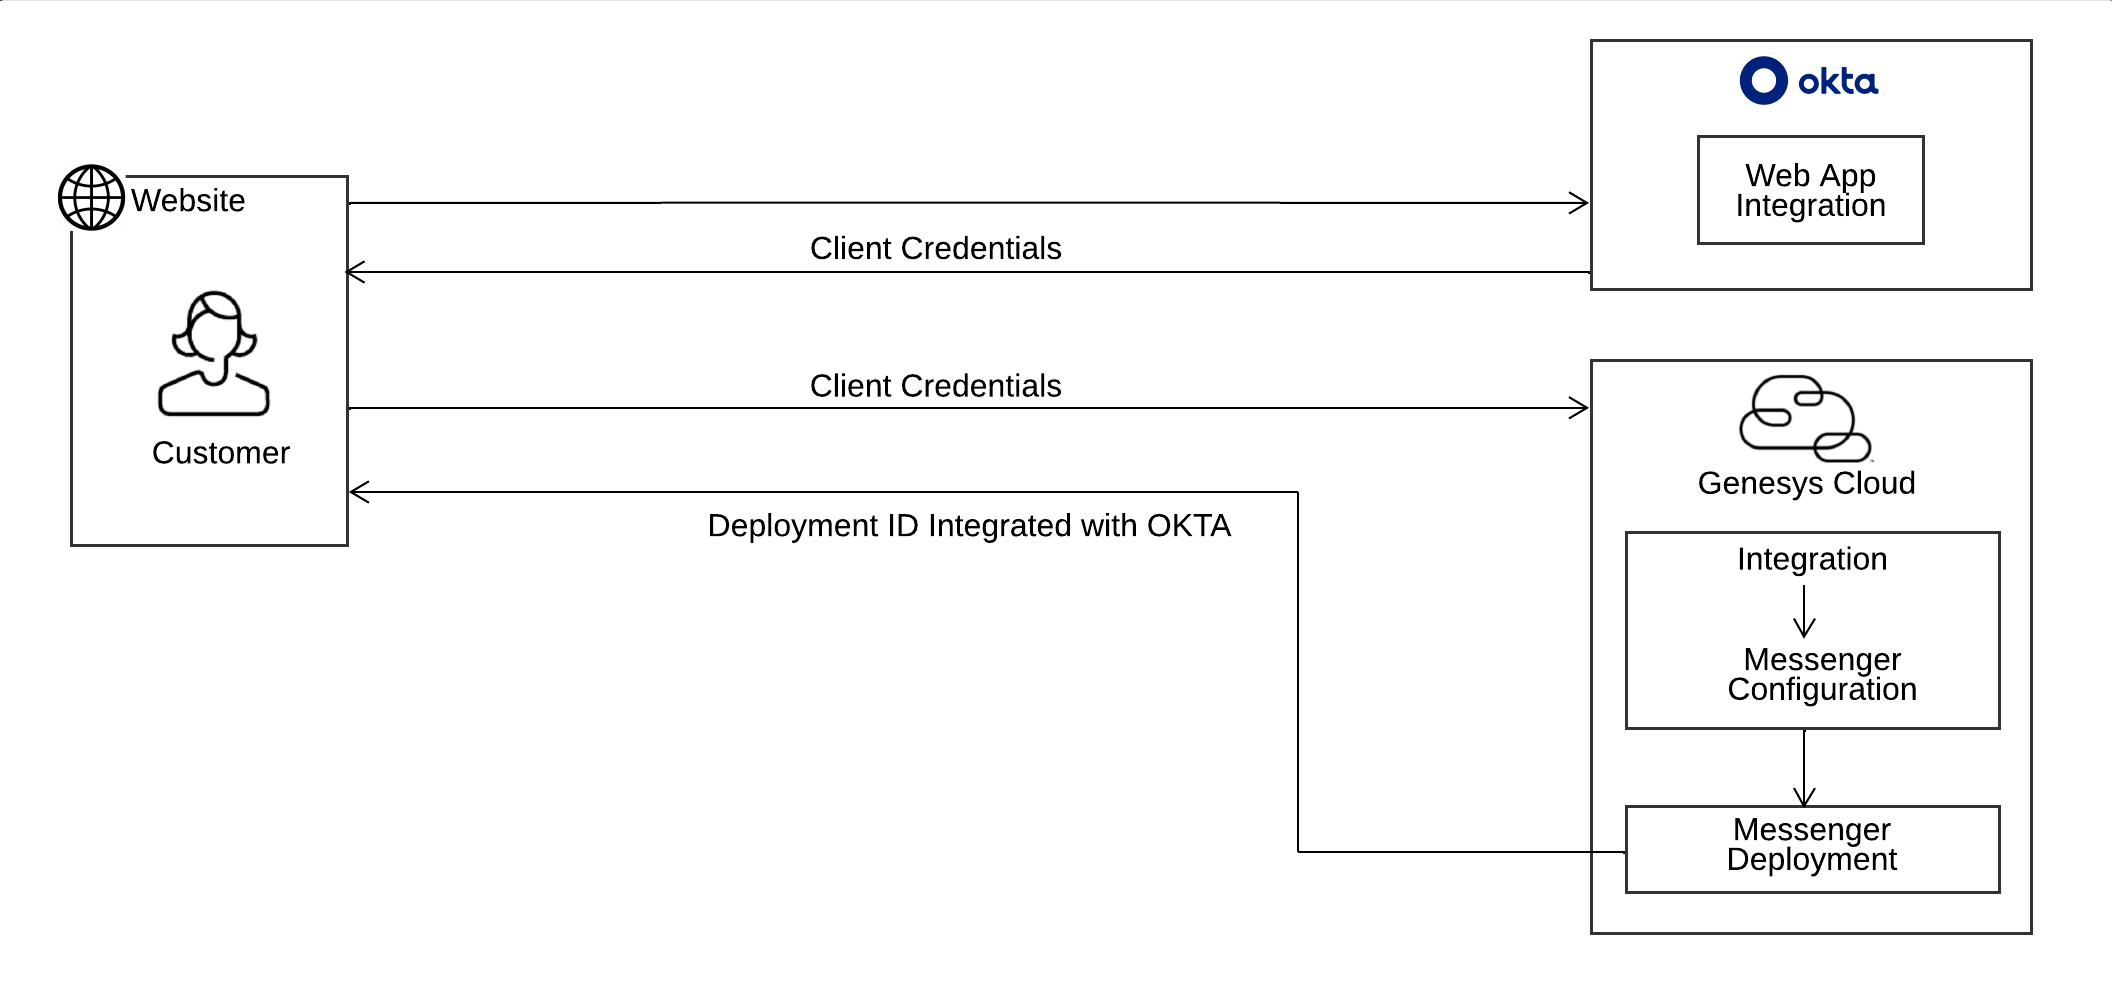 okta
Web App
Integration
Website
Client Credentials
Client Credentials
Customer
Genesys Cloud
Deployment ID Integrated with OKTA
Integration
Messenger
Configuration
Messenger
Deployment